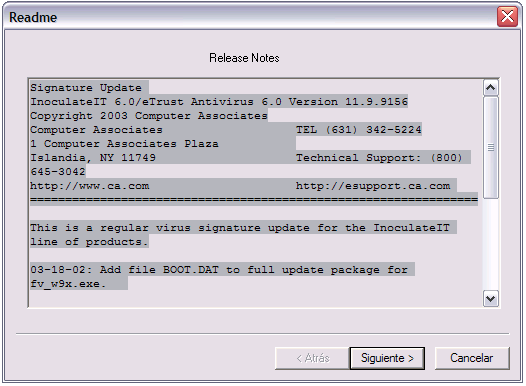 Readme
Release Notes
Signature Update
InoculateIT 6.0/eTrust Antivirus 6.0 Version 11.9.9156
Copyright 2003 Computer Associates
Computer Associates TEL (631) 342-5224
1 Computer Associates Plaza
Islandia, NY 11749 Technical Support: (800)
645-3042
http://www.ca.com http://esupport.ca.com
================================================================
This is a regular virus signature update for the InoculateIT
line of products.
03-18-02: Add file BOOT.DAT to full update package for
fv_w9x.exe.
< Atrás Siguiente > Cancelar